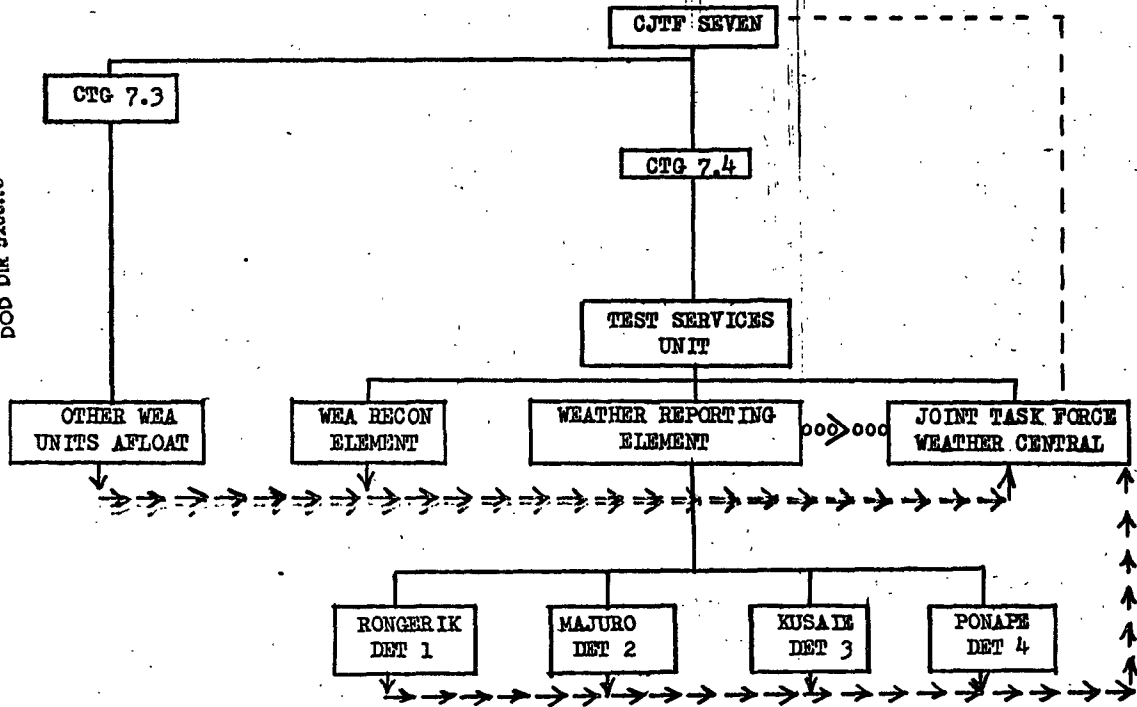 CJTF SEVEN
CTG 7.3
CTG 7.4
DOD DIR
TEST SERVICES
UNIT
OTHER WEA
UNITS AFLOAT
WEA RECON
ELEMENT
WEATHER REPORTING
ELEMENT
JOINT TASK FORCE
WEATHER CENTRAL
RONGERIK
DET 1
MAJURO
DET 2
KUSAIE
DET 3
PONAPE
DET 4